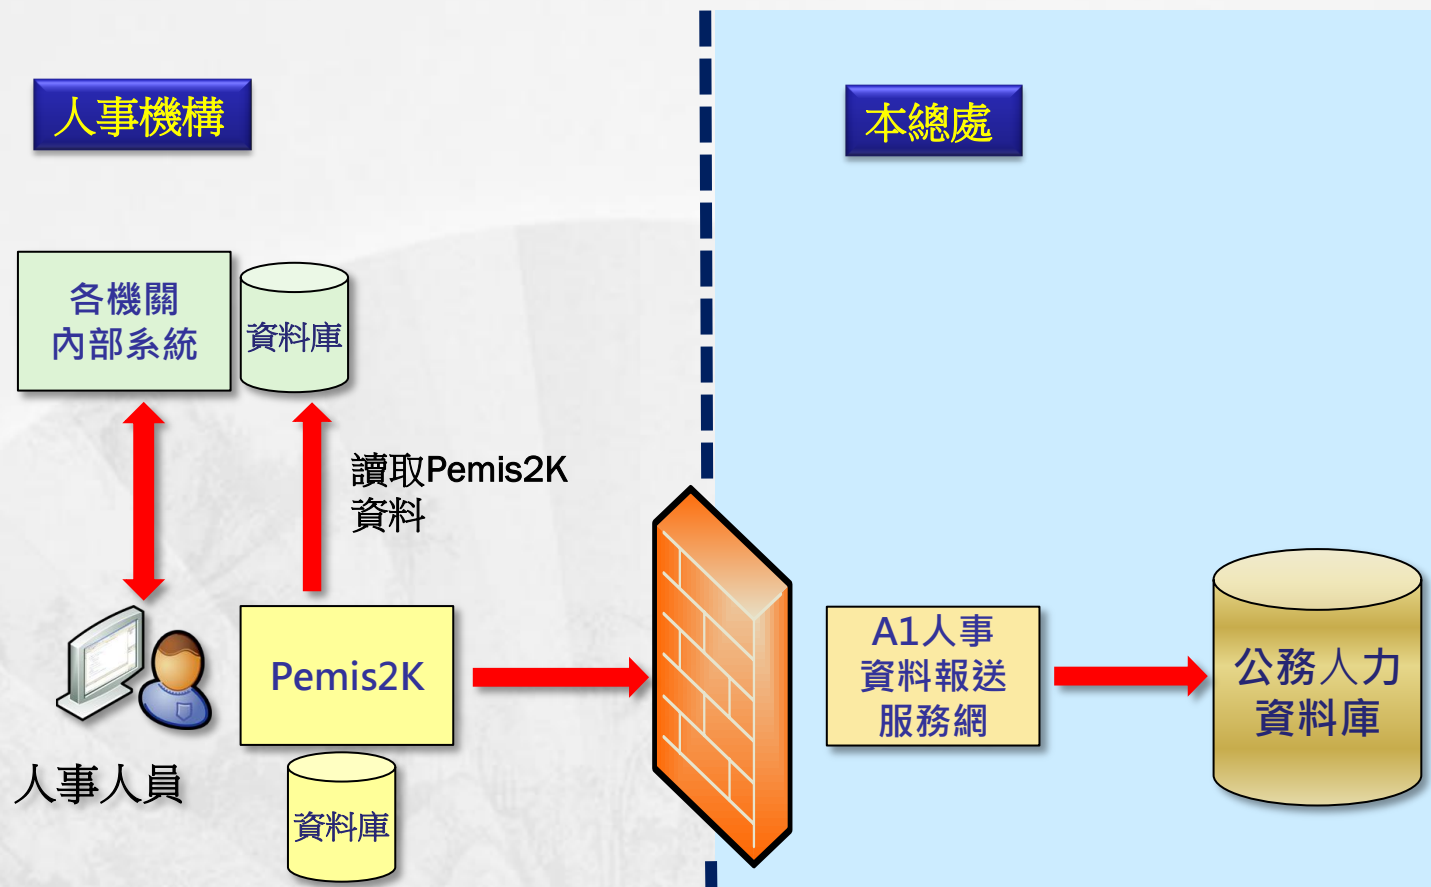 人事機構
本總處
各機關
內部系統
資料庫
讀取Pemis2K
資料
Pemis2K
A1人事
資料報送
服務網
公務人力
資料庫
人事人員
資料庫